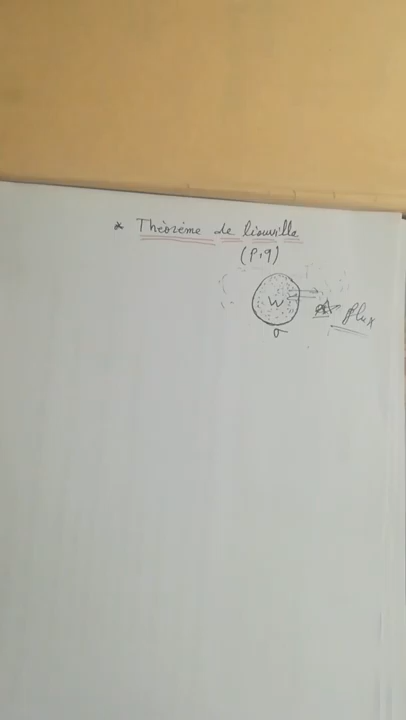 * Théorème de liouville
(P,q)
W
flux
σ